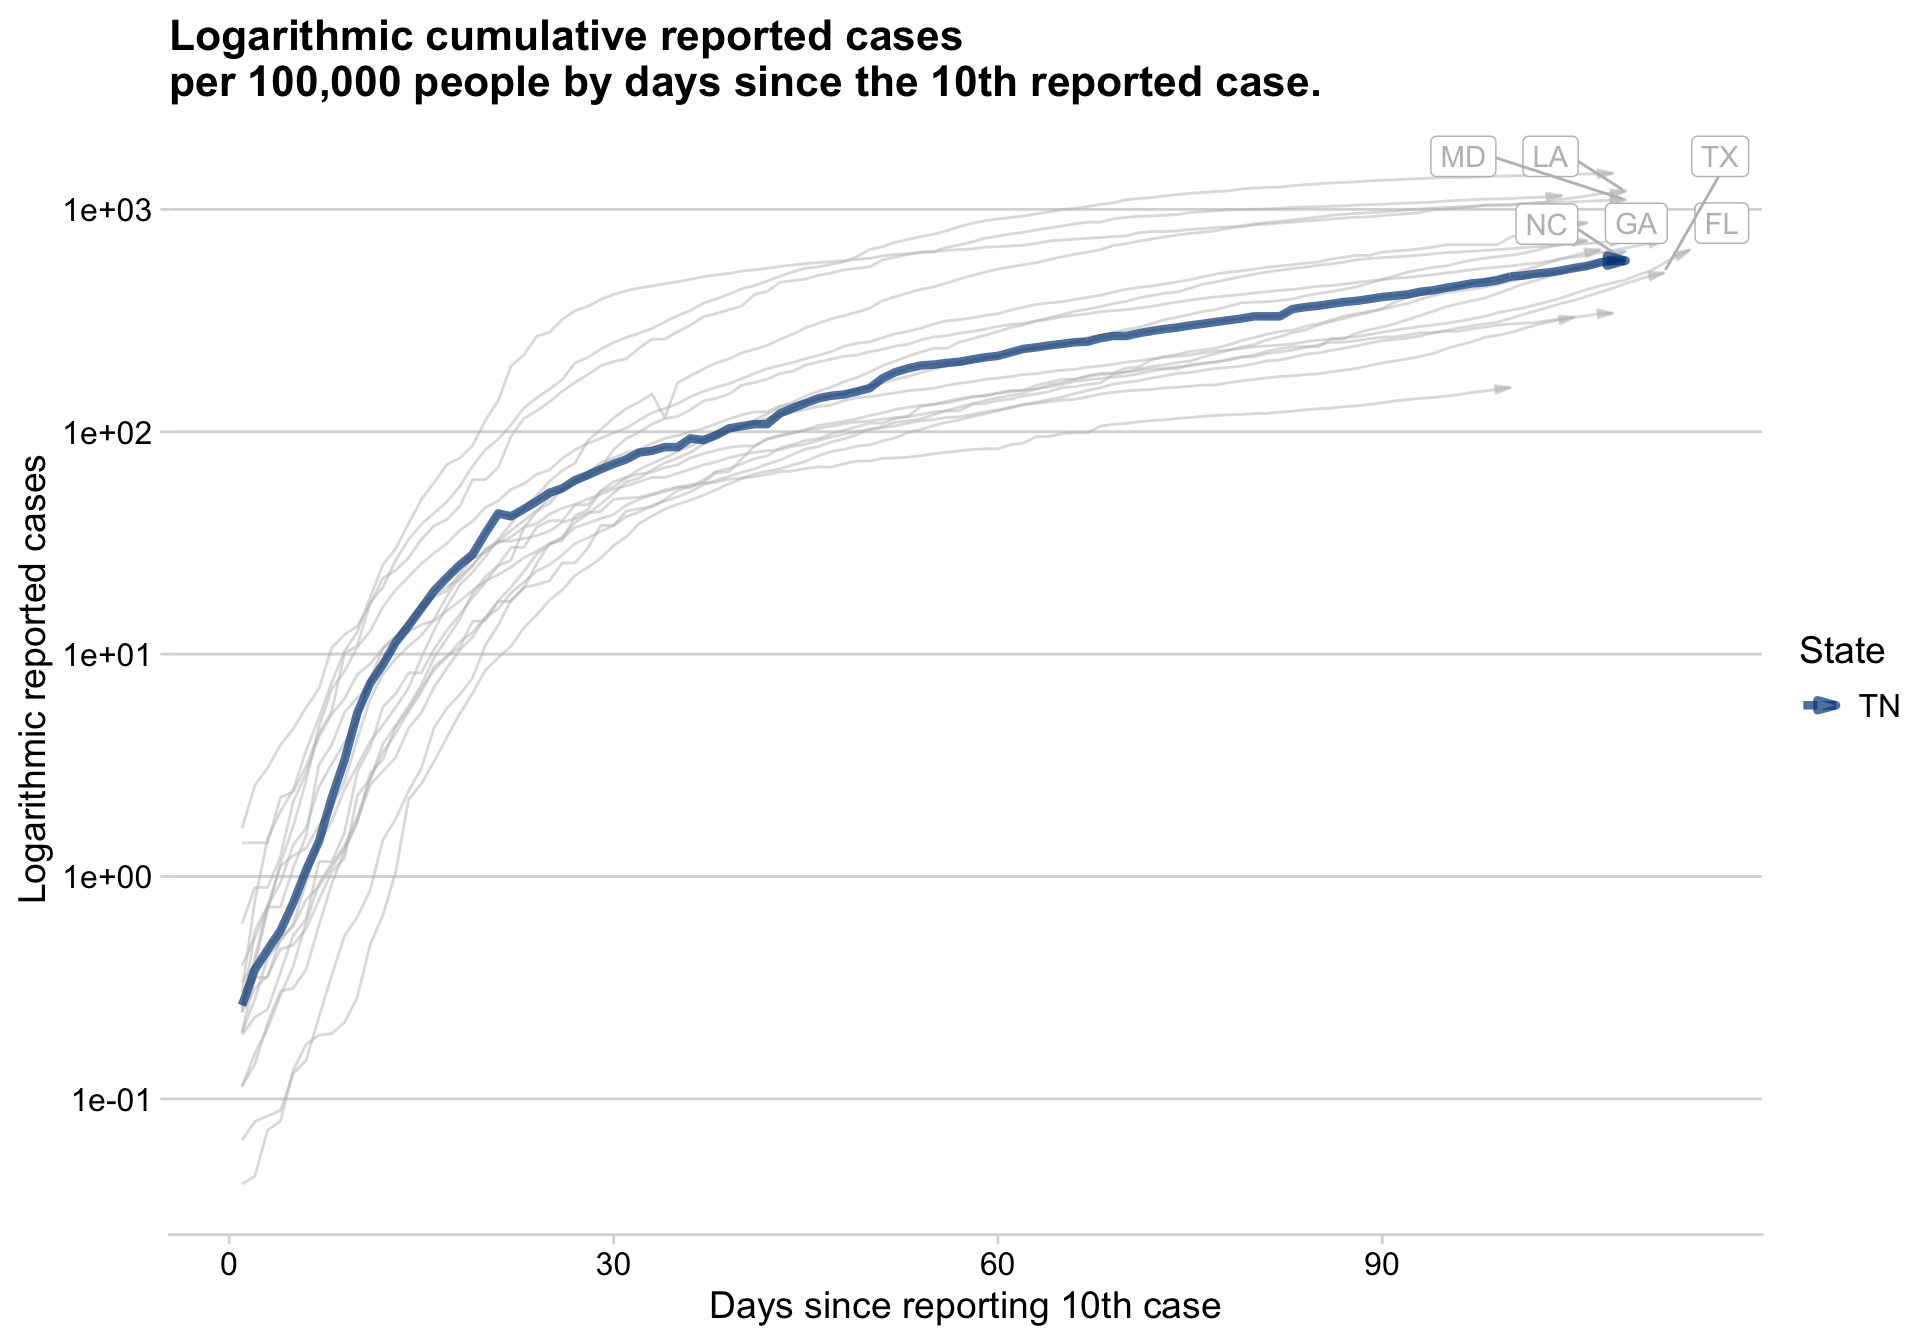 Logarithmic cumulative reported cases
per 100,000 people by days since the 10th reported case.
MD LA TX
1e+03
NC GA FL
1e+02
1e+01
1e+00
1e-01
Logarithmic reported cases
State
TN
0 30 60 90
Days since reporting 10th case